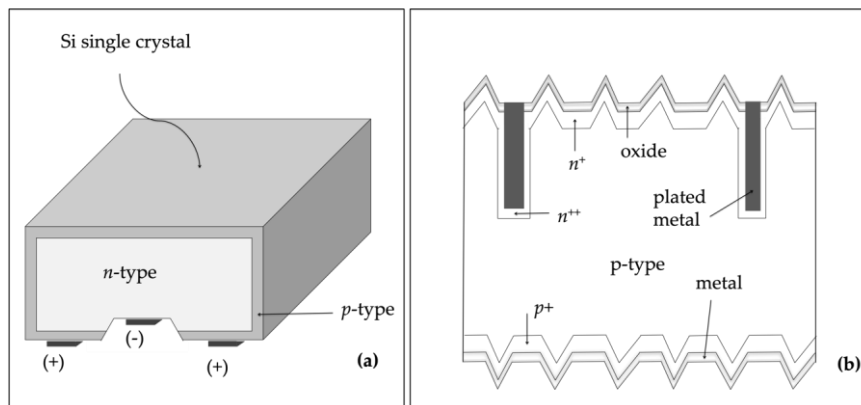 Si single crystal
n-type
p-type
(+)
(-)
(+)
(a)
oxide
n⁺
plated
metal
n⁺⁺
p-type
metal
p+
(b)